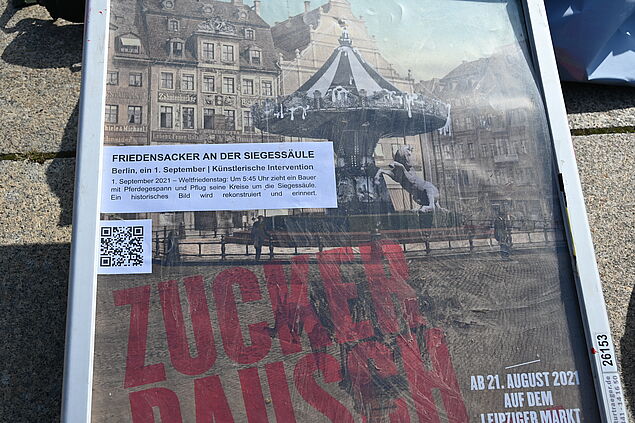 FRIEDENSACKER AN DER SIEGESSÄULE
Berlin, ein 1. September | Künstlerische Intervention
1. September 2021 – Weltfriedenstag: Um 5:45 Uhr zieht ein Bauer
mit Pferdegespann und Pflug seine Kreise um die Siegessäule.
Ein historisches Bild wird rekonstruiert und erinnert.
ZUCKER
RAUSCH
AB 21. AUGUST 2021
AUF DEM
LEIPZIGER MARKT
26153